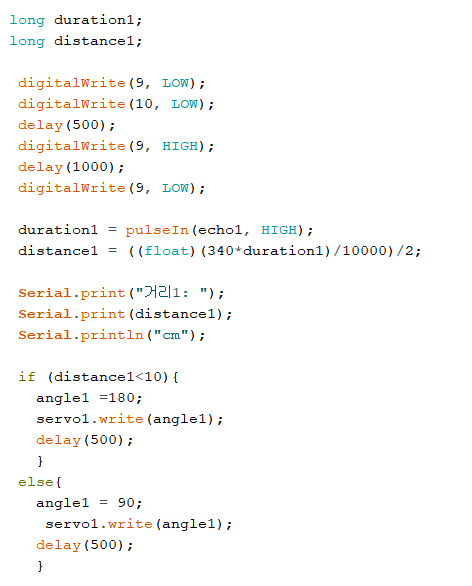 long duration1;
long distance1;
digitalWrite(9, LOW);
digitalWrite(10, LOW);
delay(500);
digitalWrite(9, HIGH);
delay(1000);
digitalWrite(9, LOW);
duration1 = pulseIn(echo1, HIGH);
distance1 = ((float)(340*duration1)/10000)/2;
Serial.print("거리1: ");
Serial.print(distance1);
Serial.println("cm");
if (distance1<10){
angle1 =180;
servo1.write(angle1);
delay(500);
}
else{
angle1 = 90;
servo1.write(angle1);
delay(500);
}